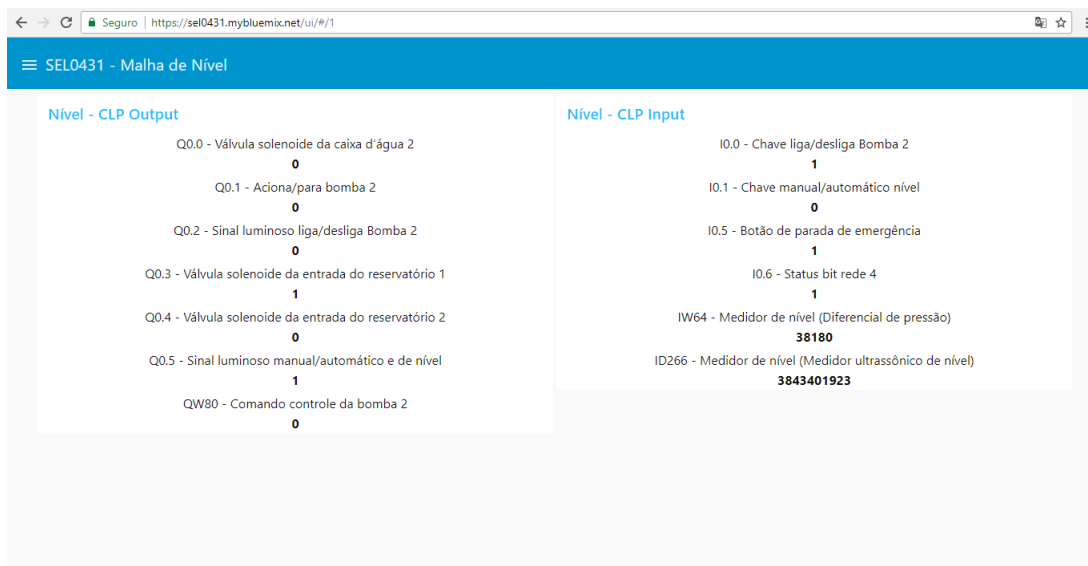 Seguro | https://sel0431.mybluemix.net/ui/#/1
SEL0431 - Malha de Nível
Nível - CLP Output
Q0.0 - Válvula solenoide da caixa d'água 2
0
Q0.1 - Aciona/para bomba 2
0
Q0.2 - Sinal luminoso liga/desliga Bomba 2
0
Q0.3 - Válvula solenoide da entrada do reservatório 1
1
Q0.4 - Válvula solenoide da entrada do reservatório 2
0
Q0.5 - Sinal luminoso manual/automático e de nível
1
QW80 - Comando controle da bomba 2
0
Nível - CLP Input
I0.0 - Chave liga/desliga Bomba 2
1
I0.1 - Chave manual/automático nível
0
I0.5 - Botão de parada de emergência
1
I0.6 - Status bit rede 4
1
IW64 - Medidor de nível (Diferencial de pressão)
38180
ID266 - Medidor de nível (Medidor ultrassônico de nível)
3843401923